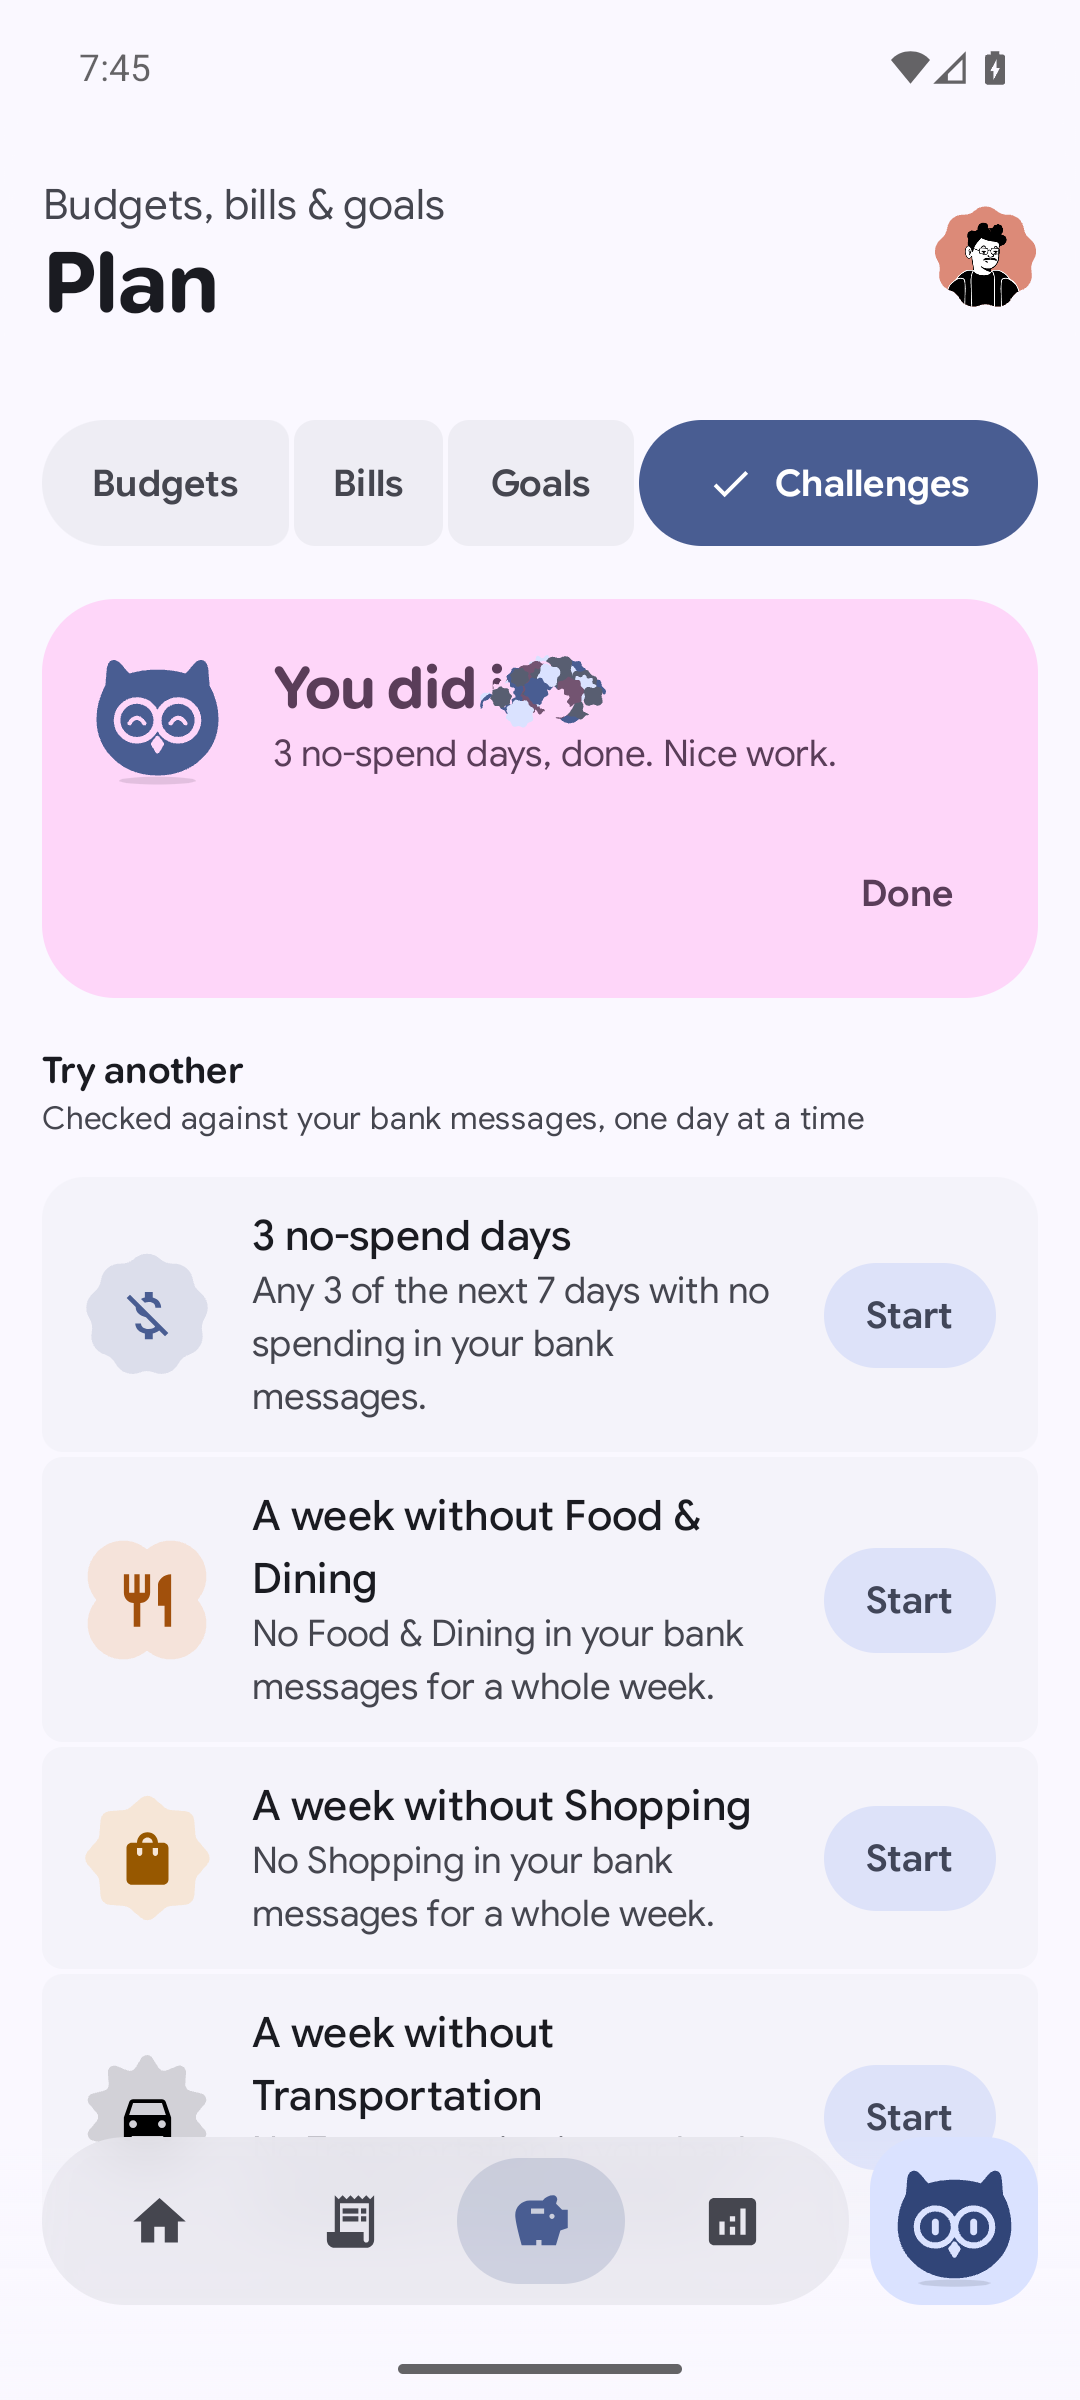 7:45
Budgets, bills & goals
Plan
Budgets
Bills
Goals
Challenges
You did
3 no-spend days, done. Nice work.
Done
Try another
Checked against your bank messages, one day at a time
3 no-spend days
Any 3 of the next 7 days with no
spending in your bank
messages.
Start
A week without Food &
Dining
No Food & Dining in your bank
messages for a whole week.
Start
A week without Shopping
No Shopping in your bank
messages for a whole week.
Start
A week without
Transportation
Start